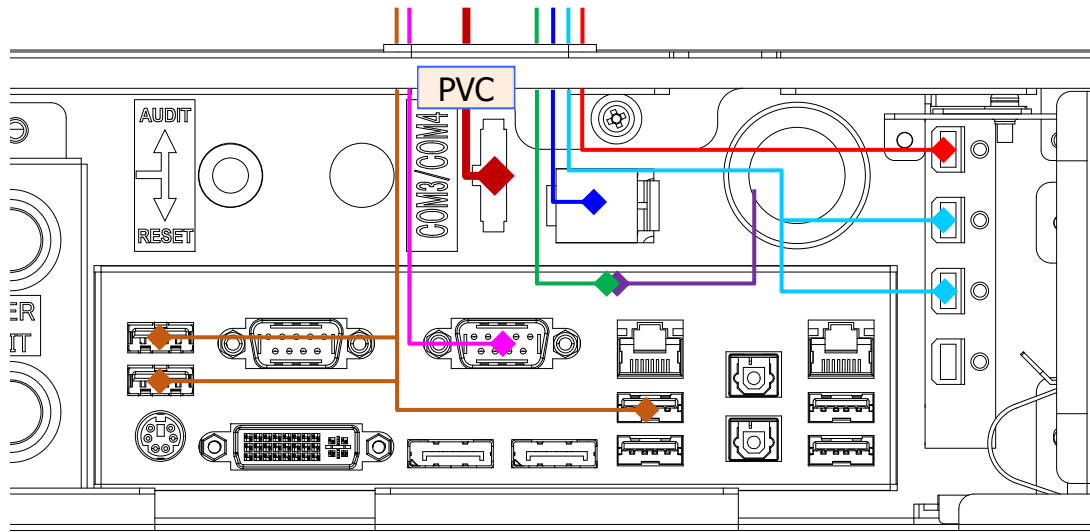 PVC
AUDIT
RESET
COM3/COM4
ER
IT